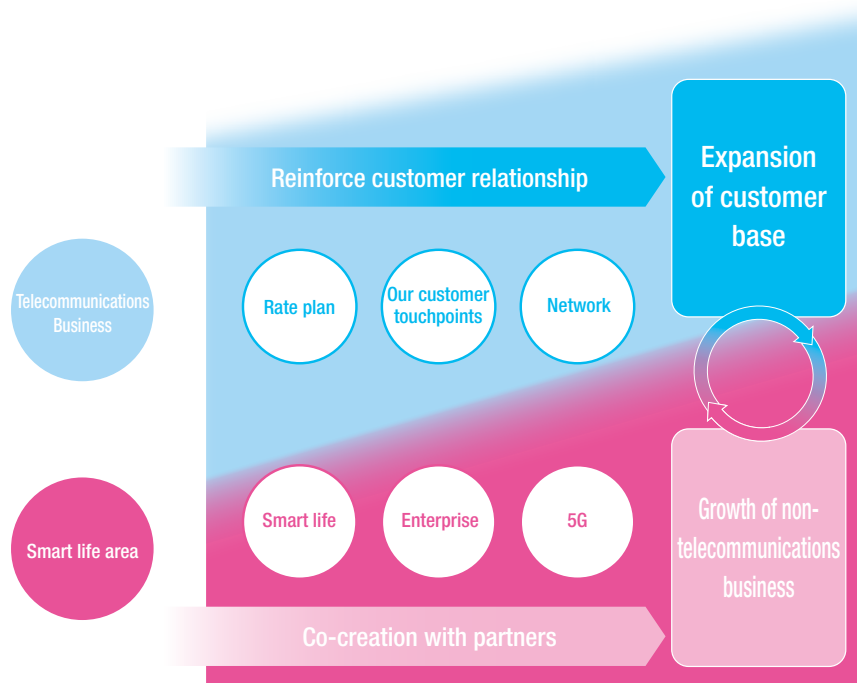 Reinforce customer relationship
Expansion
of customer
base
Telecommunications
Business
Rate plan
Our customer
touchpoints
Network
Smart life area
Smart life
Enterprise
5G
Growth of non-
telecommunications
business
Co-creation with partners